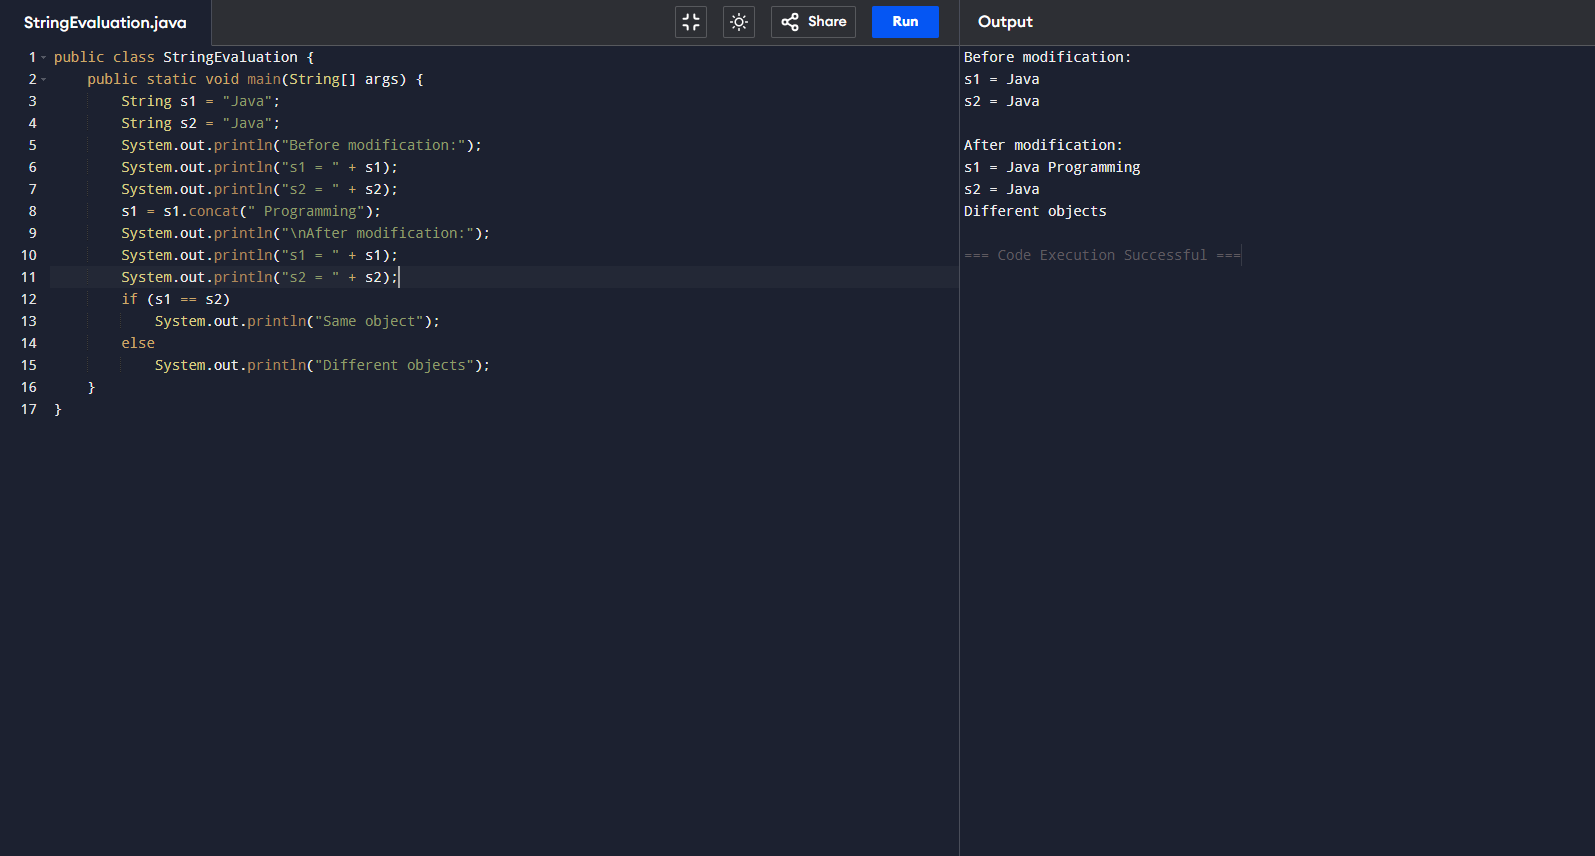 StringEvaluation.java
Share
Run
Output
1 public class StringEvaluation {
2     public static void main(String[] args) {
3         String s1 = "Java";
4         String s2 = "Java";
5         System.out.println("Before modification:");
6         System.out.println("s1 = " + s1);
7         System.out.println("s2 = " + s2);
8         s1 = s1.concat(" Programming");
9         System.out.println("\nAfter modification:");
10         System.out.println("s1 = " + s1);
11         System.out.println("s2 = " + s2);
12         if (s1 == s2)
13             System.out.println("Same object");
14         else
15             System.out.println("Different objects");
16     }
17 }
Before modification:
s1 = Java
s2 = Java
After modification:
s1 = Java Programming
s2 = Java
Different objects
=== Code Execution Successful ===